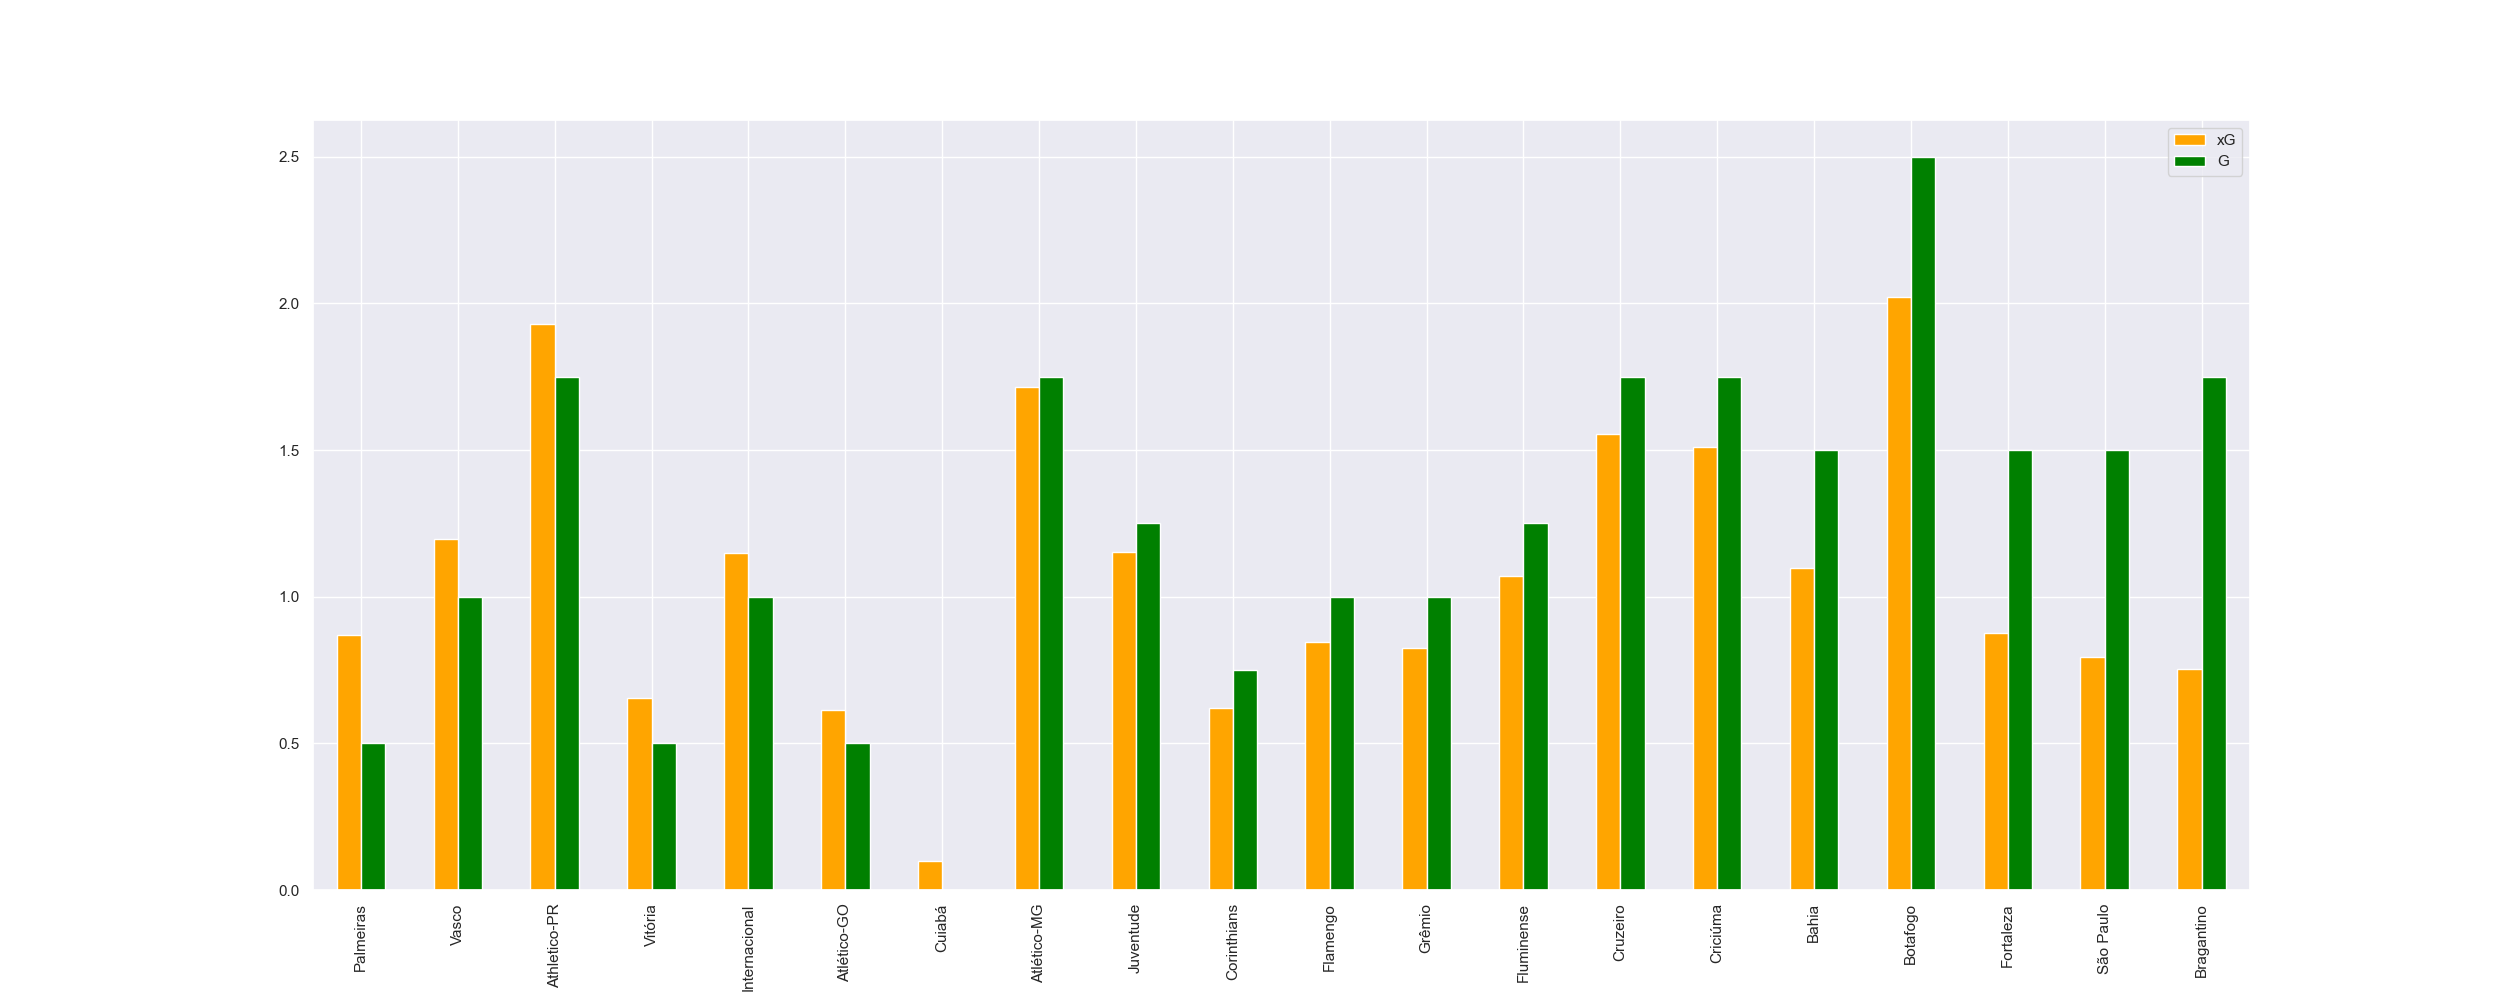 xG
G
2.5
2.0
1.5
1.0
0.5
0.0
Palmeiras
Vasco
Athletico-PR
Vitória
Internacional
Atlético-GO
Cuiabá
Atlético-MG
Juventude
Corinthians
Flamengo
Grêmio
Fluminense
Cruzeiro
Criciúma
Bahia
Botafogo
Fortaleza
São Paulo
Bragantino